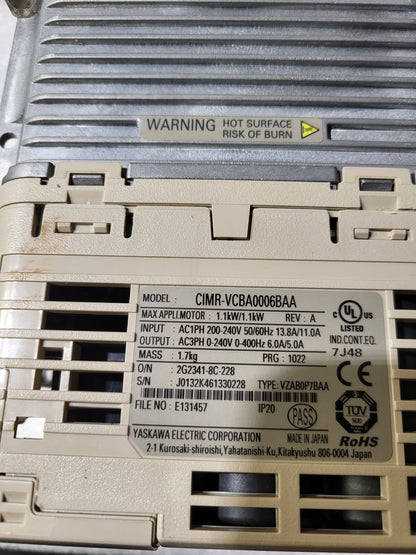 WARNING HOT SURFACE
RISK OF BURN
MODEL : CIMR-VCBA0006BAA
MAX APPLI.MOTOR : 1.1kW/1.1kW REV : A
INPUT : AC1PH 200-240V 50/60Hz 13.8A/11.0A
OUTPUT : AC3PH 0-240V 0-400Hz 6.0A/5.0A
MASS : 1.7kg PRG : 1022
O/N : 2G2341-8C-228
S/N : J0132K461330228 TYPE: VZAB0P7BAA
FILE NO : E131457 IP20
PASS
YASKAWA ELECTRIC CORPORATION MADE IN JAPAN
2-1 Kurosaki-shiroishi,Yahatanishi-Ku,Kitakyushu 806-0004 Japan
c UL US
LISTED
IND.CONT.EQ.
7J48
TÜV
RoHS